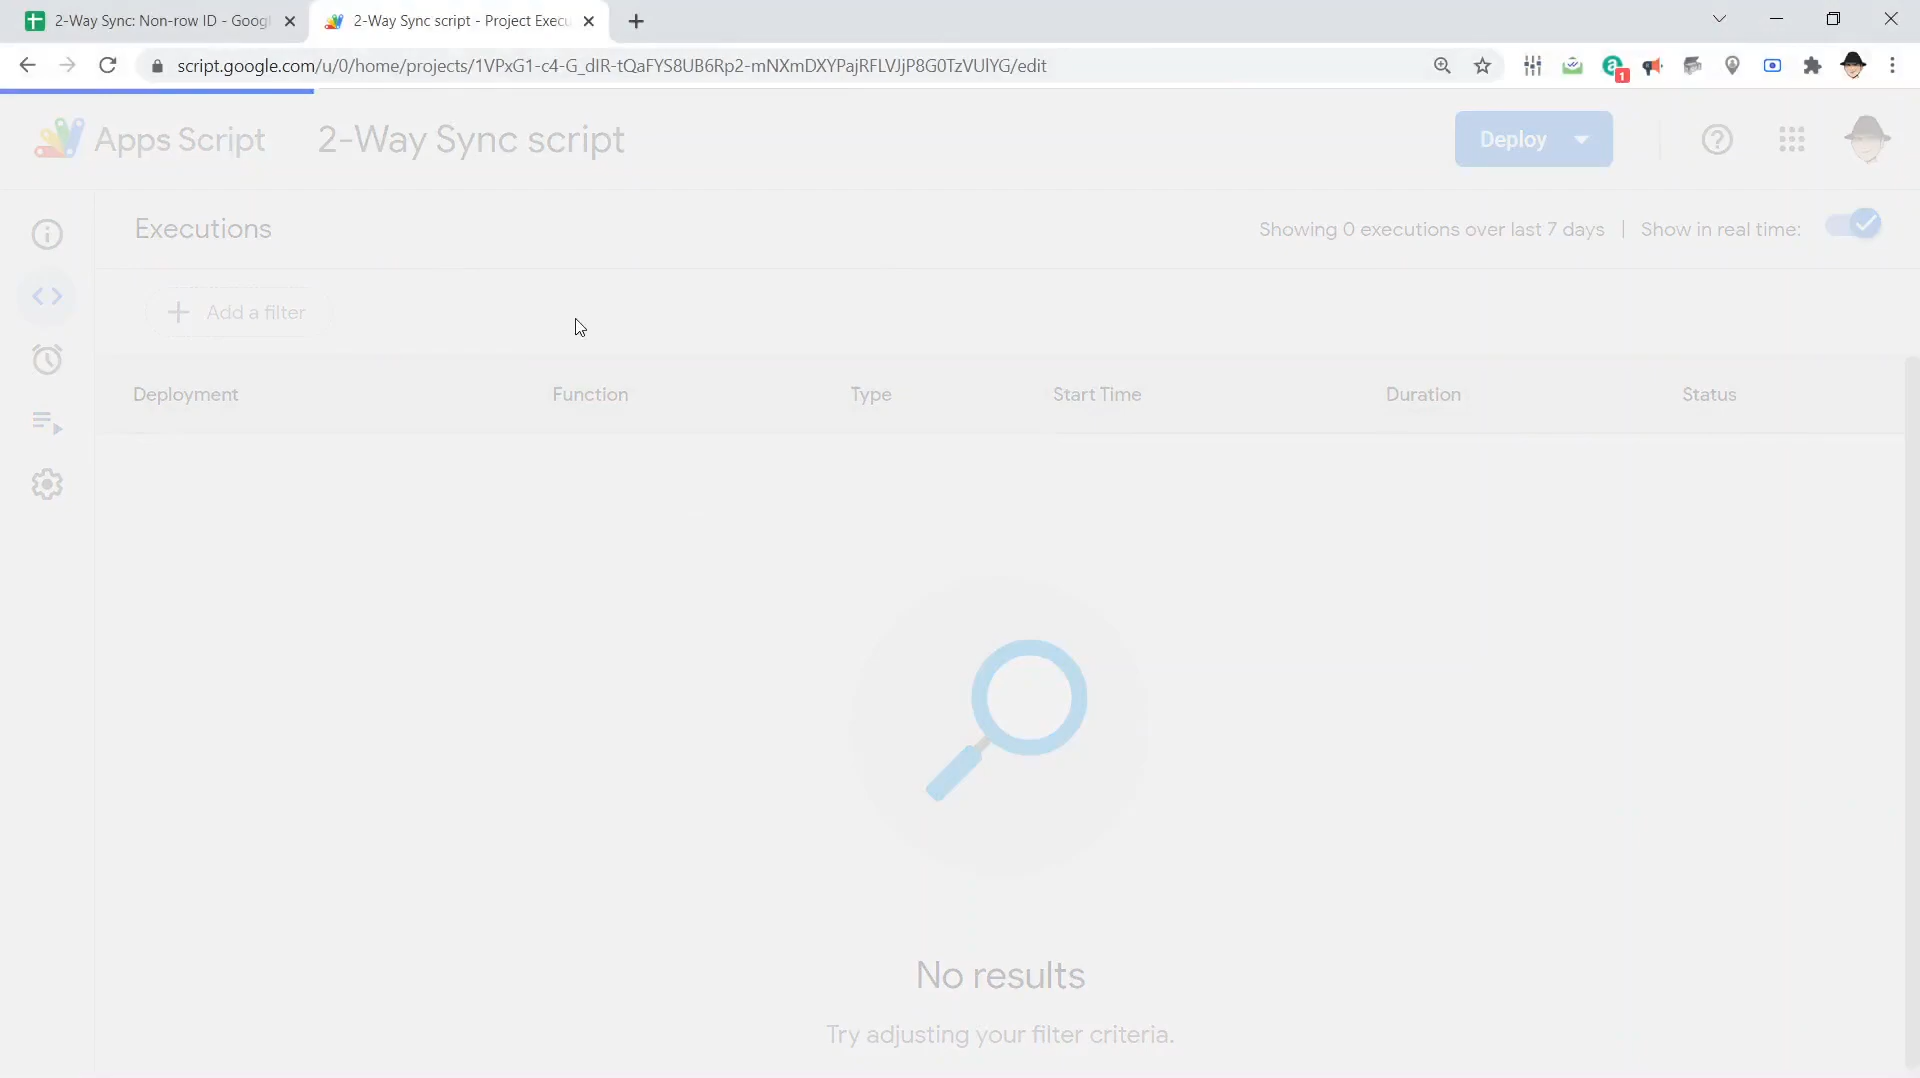 2-Way Sync: Non-row ID - Goog
2-Way Sync script - Project Exec
script.google.com/u/0/home/projects/1VPxG1-c4-G_dIR-tQaFYS8UB6Rp2-mNXmDXYPajRFLVJjP8G0TzVUlYG/edit
1
Apps Script
2-Way Sync script
Deploy
Executions
Showing 0 executions over last 7 days | Show in real time:
+ Add a filter
Deployment Function Type Start Time Duration Status
No results
Try adjusting your filter criteria.